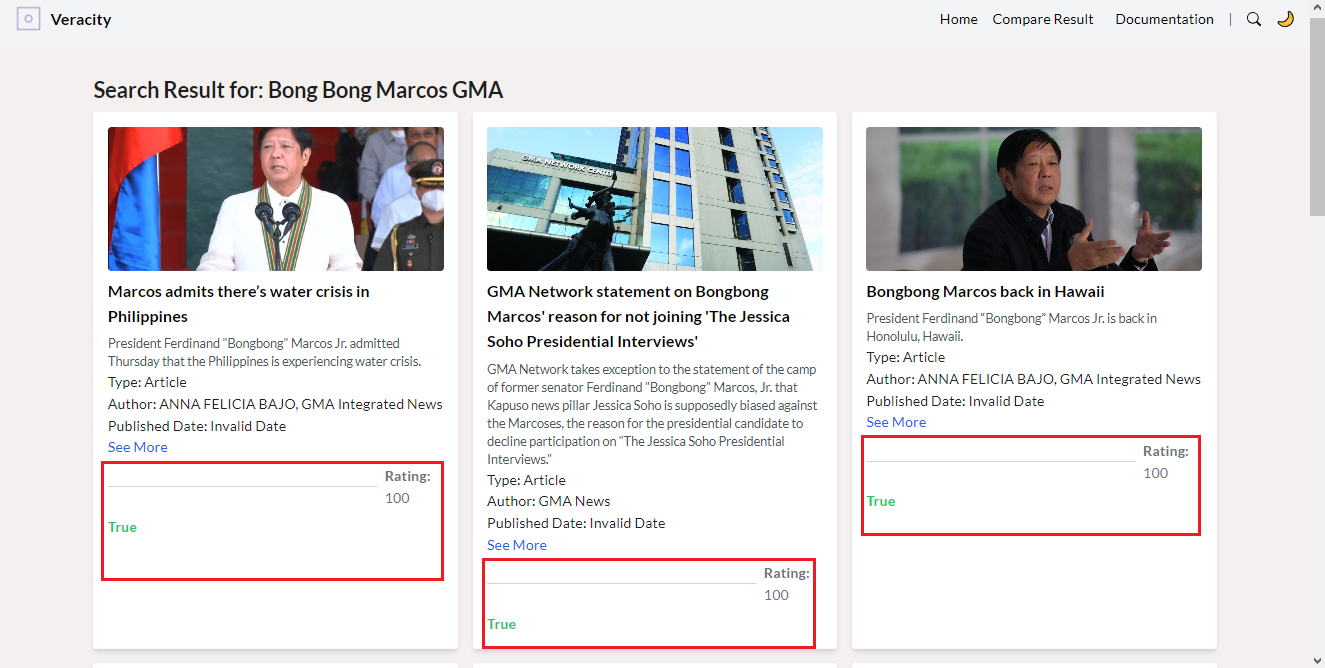 Veracity
Home Compare Result Documentation |
Search Result for: Bong Bong Marcos GMA
Marcos admits there’s water crisis in
Philippines
President Ferdinand "Bongbong" Marcos Jr. admitted
Thursday that the Philippines is experiencing water crisis.
Type: Article
Author: ANNA FELICIA BAJO, GMA Integrated News
Published Date: Invalid Date
See More
Rating:
100
True
GMA NETWORK CENTER
GMA Network statement on Bongbong
Marcos' reason for not joining 'The Jessica
Soho Presidential Interviews'
GMA Network takes exception to the statement of the camp
of former senator Ferdinand "Bongbong" Marcos, Jr. that
Kapuso news pillar Jessica Soho is supposedly biased against
the Marcoses, the reason for the presidential candidate to
decline participation on "The Jessica Soho Presidential
Interviews."
Type: Article
Author: GMA News
Published Date: Invalid Date
See More
Rating:
100
True
Bongbong Marcos back in Hawaii
President Ferdinand “Bongbong” Marcos Jr. is back in
Honolulu, Hawaii.
Type: Article
Author: ANNA FELICIA BAJO, GMA Integrated News
Published Date: Invalid Date
See More
Rating:
100
True